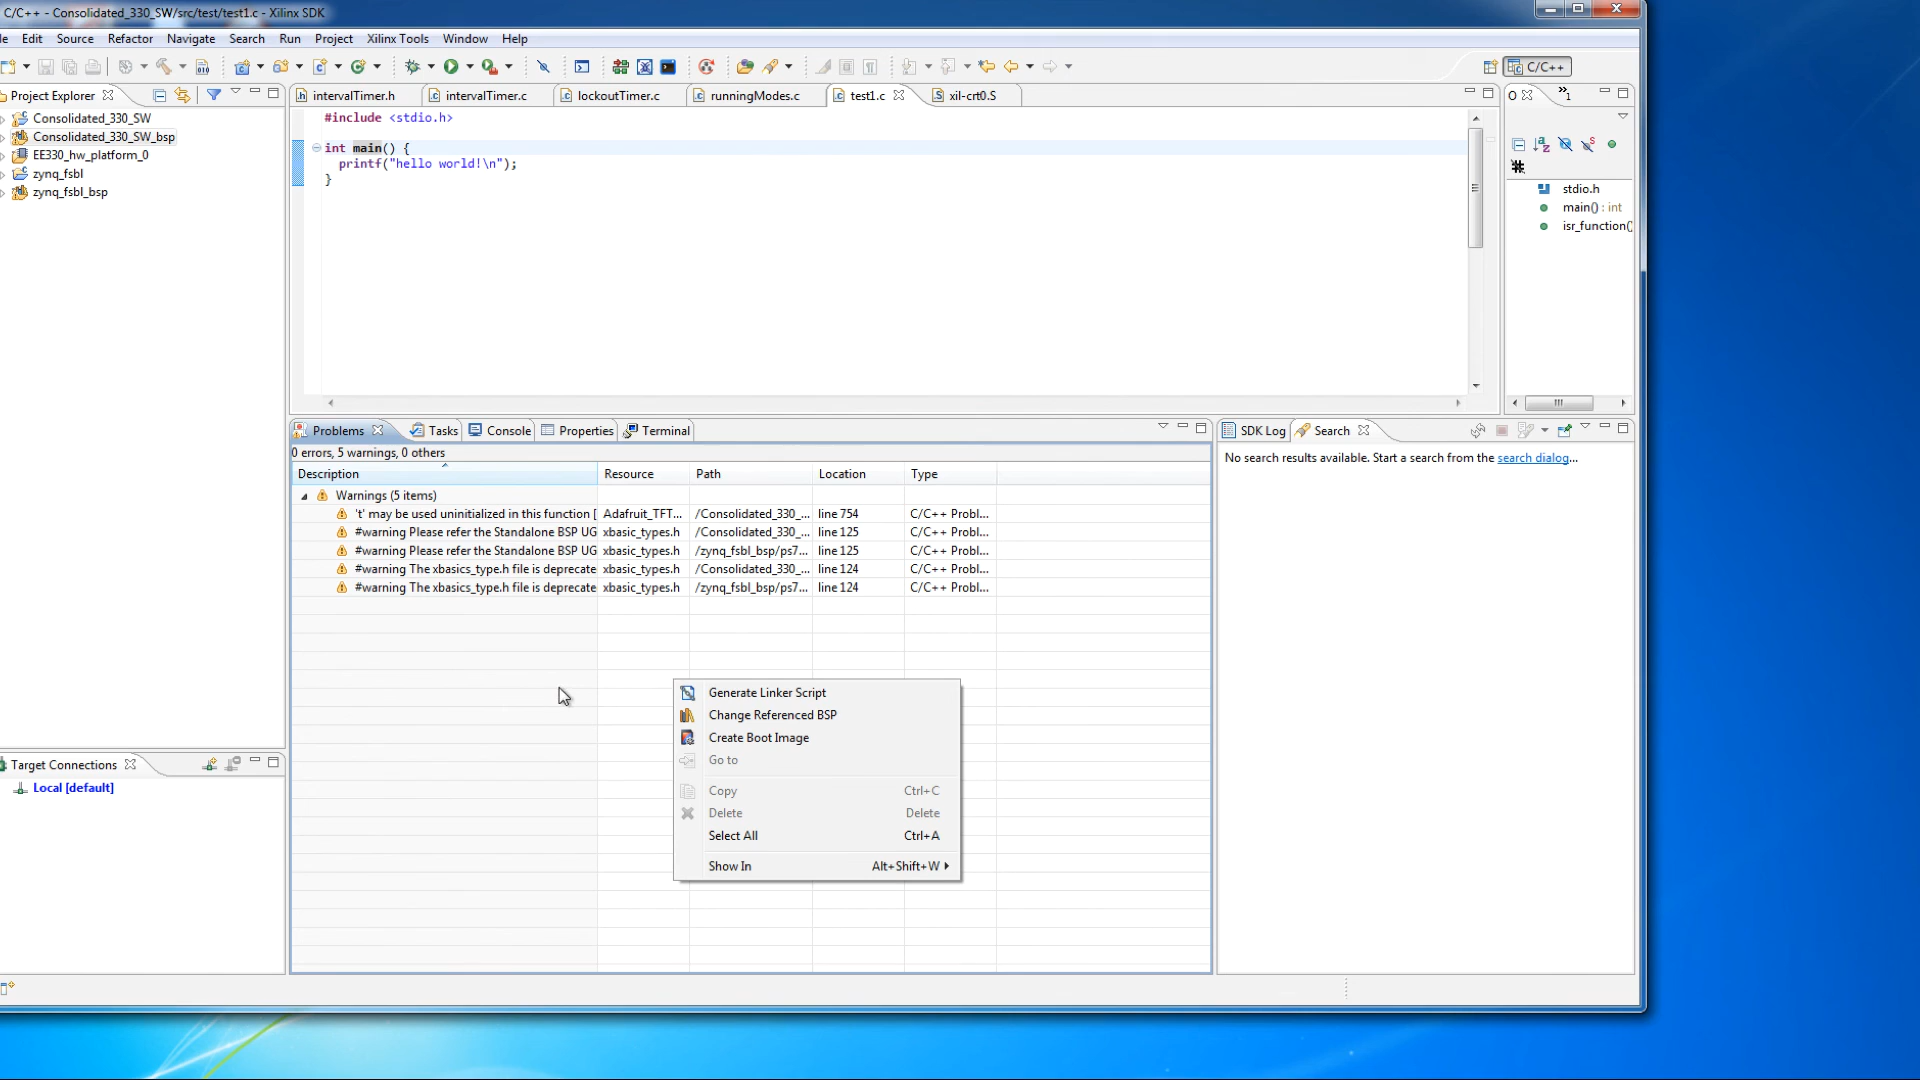 C/C++ - Consolidated_330_SW/src/test/test1.c - Xilinx SDK
le Edit Source Refactor Navigate Search Run Project Xilinx Tools Window Help
C/C++
Project Explorer
Consolidated_330_SW
Consolidated_330_SW_bsp
EE330_hw_platform_0
zynq_fsbl
zynq_fsbl_bsp
intervalTimer.h intervalTimer.c lockoutTimer.c runningModes.c test1.c xil-crt0.S
#include <stdio.h>
int main() {
printf("hello world!\n");
}
O »1
stdio.h
main() : int
isr_function()
Problems Tasks Console Properties Terminal
0 errors, 5 warnings, 0 others
Description Resource Path Location Type
Warnings (5 items)
't' may be used uninitialized in this function [ Adafruit_TFT... /Consolidated_330_... line 754 C/C++ Probl...
#warning Please refer the Standalone BSP UG xbasic_types.h /Consolidated_330_... line 125 C/C++ Probl...
#warning Please refer the Standalone BSP UG xbasic_types.h /zynq_fsbl_bsp/ps7... line 125 C/C++ Probl...
#warning The xbasics_type.h file is deprecate xbasic_types.h /Consolidated_330_... line 124 C/C++ Probl...
#warning The xbasics_type.h file is deprecate xbasic_types.h /zynq_fsbl_bsp/ps7... line 124 C/C++ Probl...
Generate Linker Script
Change Referenced BSP
Create Boot Image
Go to
Copy Ctrl+C
Delete Delete
Select All Ctrl+A
Show In Alt+Shift+W
SDK Log Search
No search results available. Start a search from the search dialog...
Target Connections
Local [default]